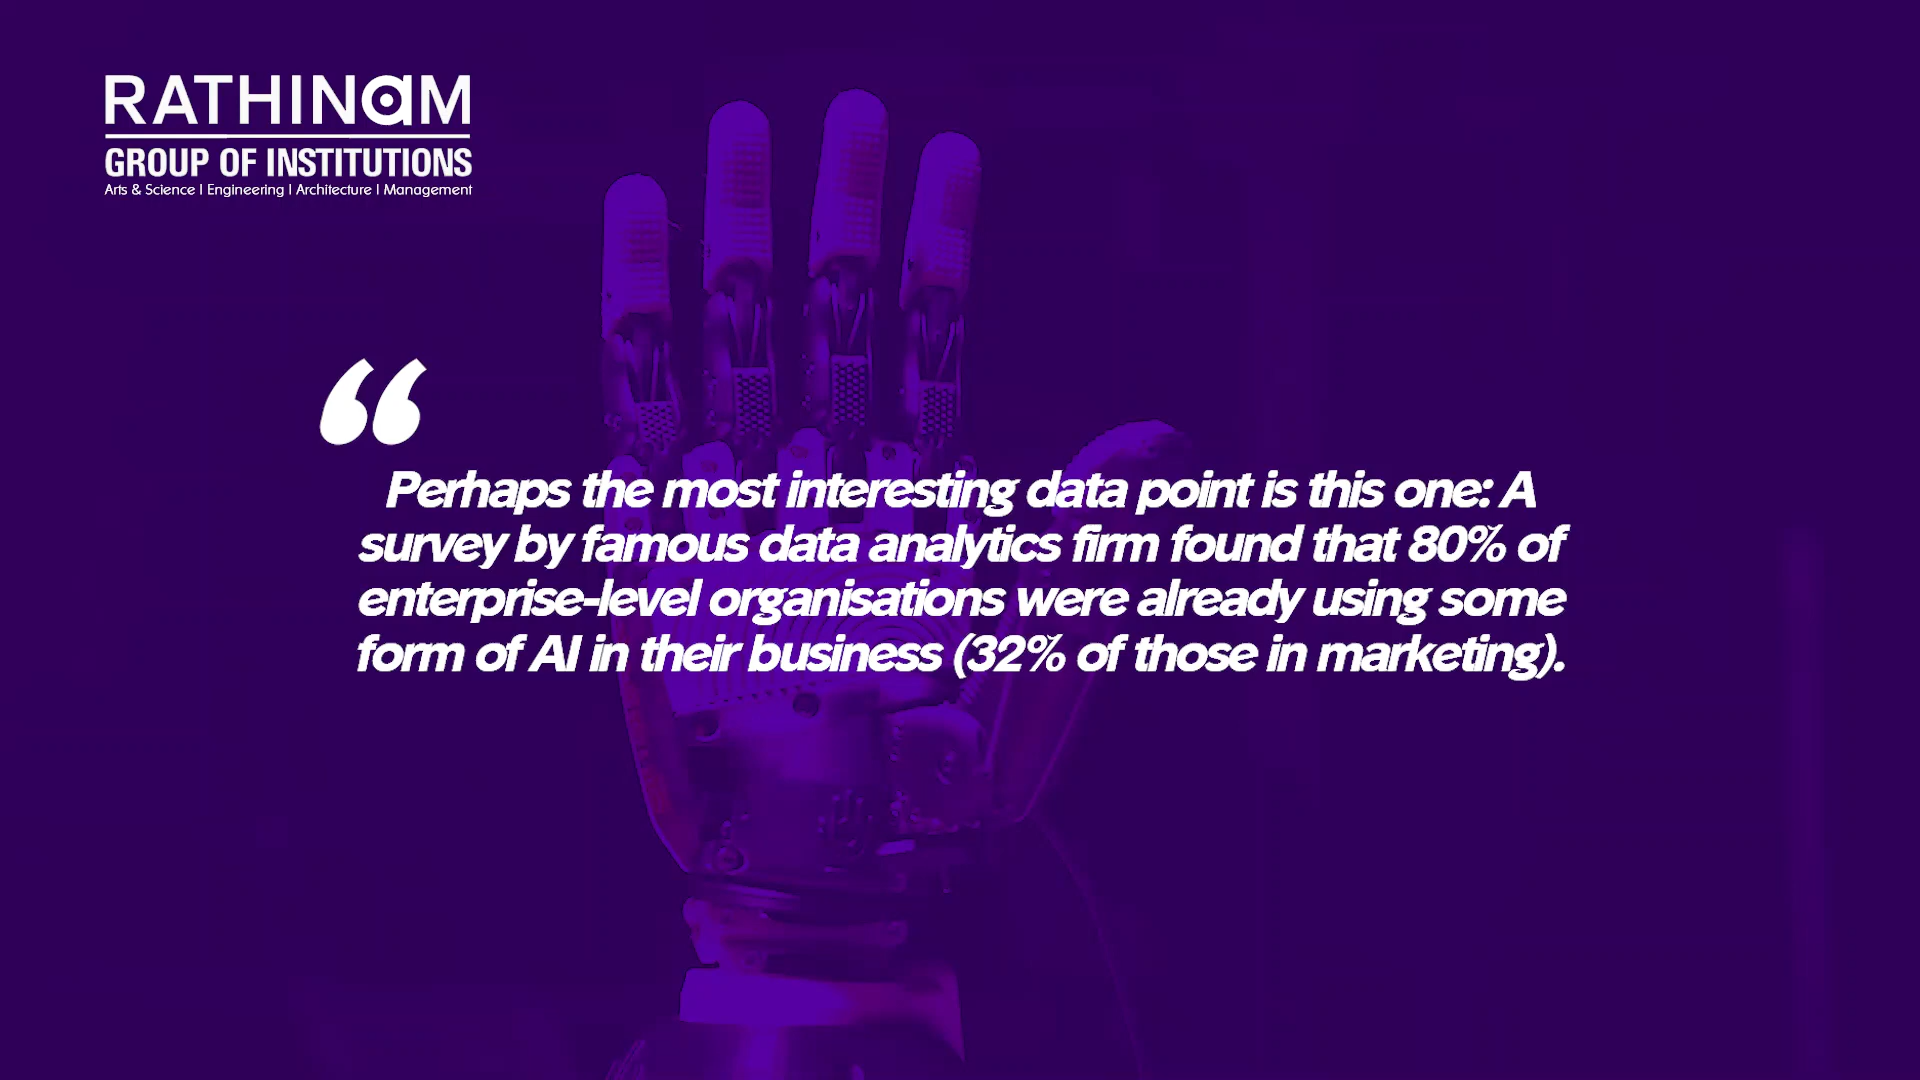 RATHINAM
GROUP OF INSTITUTIONS
Arts & Science | Engineering | Architecture | Management
“
Perhaps the most interesting data point is this one: A
survey by famous data analytics firm found that 80% of
enterprise-level organisations were already using some
form of AI in their business (32% of those in marketing).